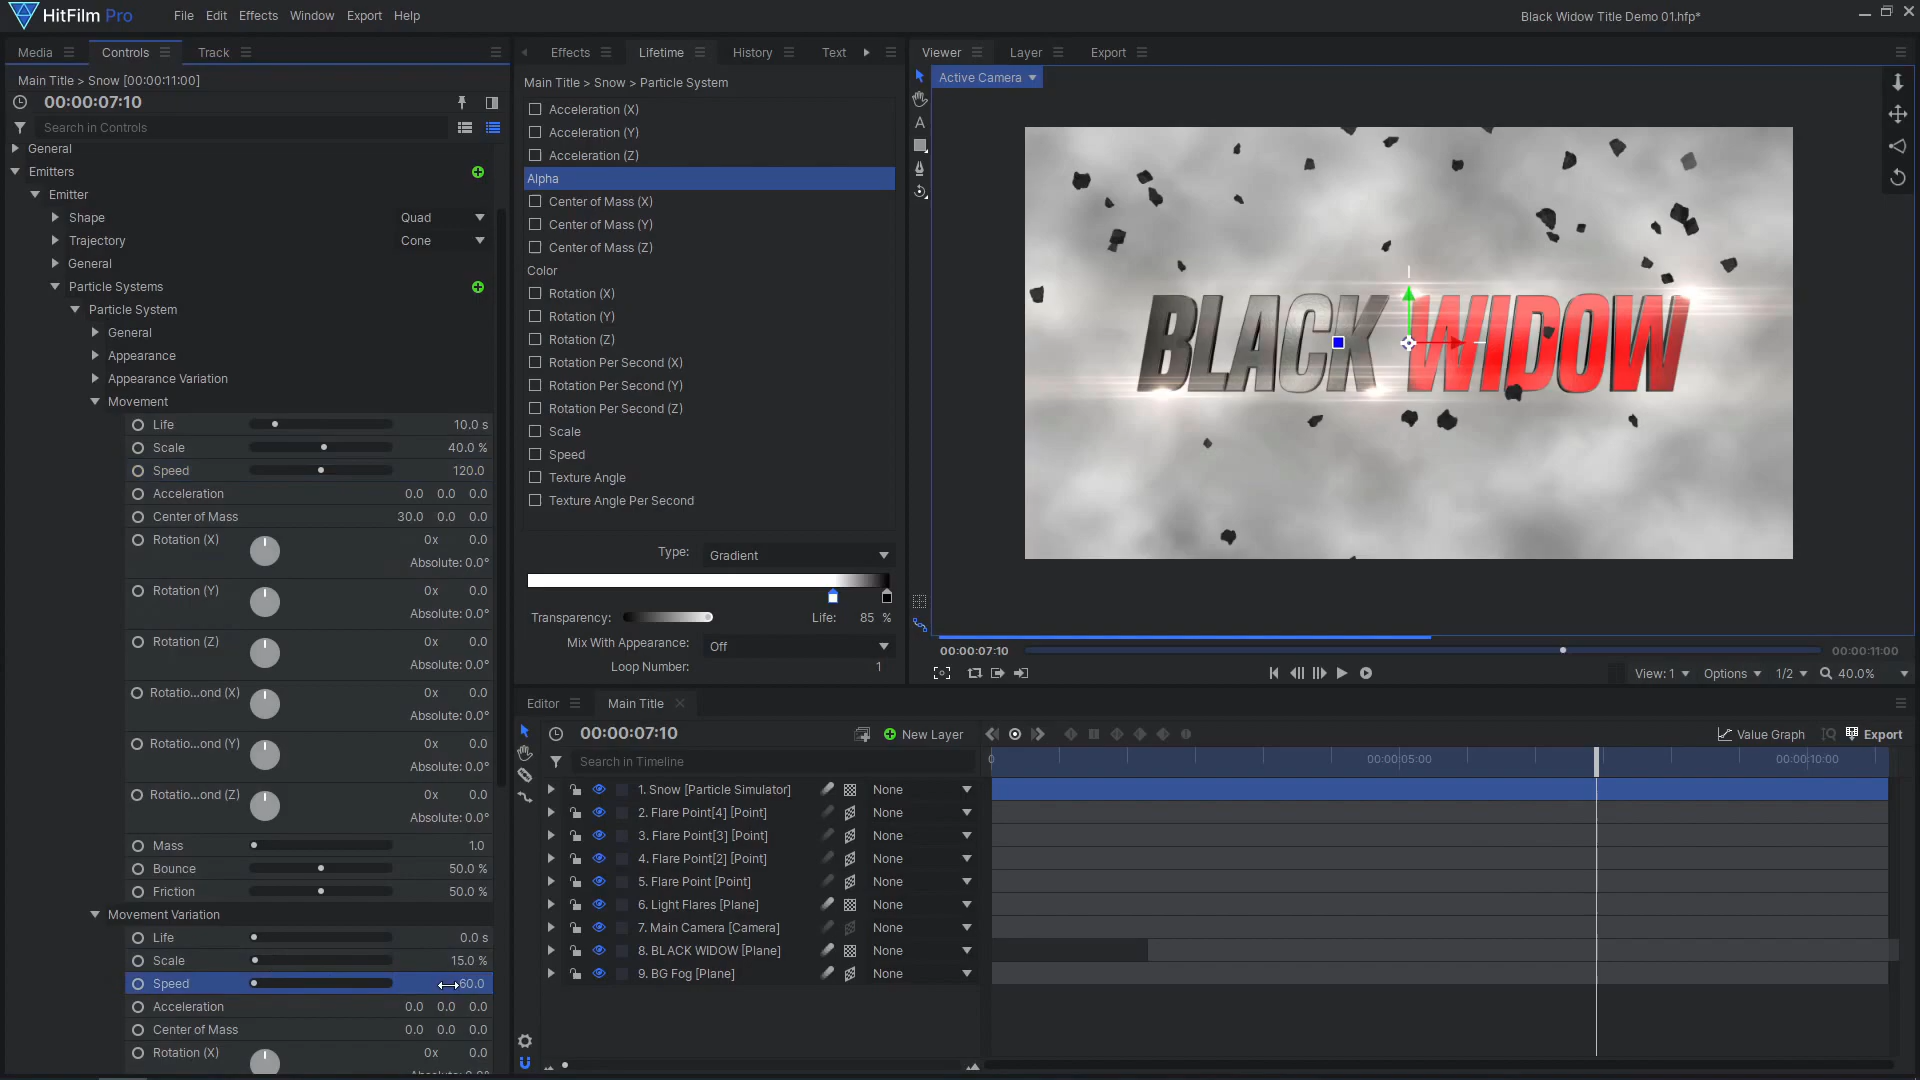 HitFilm Pro
File Edit Effects Window Export Help
Black Widow Title Demo 01.hfp*
Media Controls Track
Main Title > Snow [00:00:11:00]
00:00:07:10
Search in Controls
General
Emitters
Emitter
Shape Quad
Trajectory Cone
General
Particle Systems
Particle System
General
Appearance
Appearance Variation
Movement
Life 10.0 s
Scale 40.0 %
Speed 120.0
Acceleration 0.0 0.0 0.0
Center of Mass 30.0 0.0 0.0
Rotation (X) 0x 0.0
Absolute: 0.0°
Rotation (Y) 0x 0.0
Absolute: 0.0°
Rotation (Z) 0x 0.0
Absolute: 0.0°
Rotatio...ond (X) 0x 0.0
Absolute: 0.0°
Rotatio...ond (Y) 0x 0.0
Absolute: 0.0°
Rotatio...ond (Z) 0x 0.0
Absolute: 0.0°
Mass 1.0
Bounce 50.0 %
Friction 50.0 %
Movement Variation
Life 0.0 s
Scale 15.0 %
Speed 60.0
Acceleration 0.0 0.0 0.0
Center of Mass 0.0 0.0 0.0
Rotation (X) 0x 0.0
Effects Lifetime History Text
Main Title > Snow > Particle System
Acceleration (X)
Acceleration (Y)
Acceleration (Z)
Alpha
Center of Mass (X)
Center of Mass (Y)
Center of Mass (Z)
Color
Rotation (X)
Rotation (Y)
Rotation (Z)
Rotation Per Second (X)
Rotation Per Second (Y)
Rotation Per Second (Z)
Scale
Speed
Texture Angle
Texture Angle Per Second
Type: Gradient
Transparency: Life: 85 %
Mix With Appearance: Off
Loop Number: 1
Viewer Layer Export
Active Camera
BLACK WIDOW
00:00:07:10 00:00:11:00
View: 1 Options 1/2 40.0%
Editor Main Title
00:00:07:10 New Layer Value Graph Export
Search in Timeline
0 00:00:05:00 00:00:10:00
1. Snow [Particle Simulator] None
2. Flare Point[4] [Point] None
3. Flare Point[3] [Point] None
4. Flare Point[2] [Point] None
5. Flare Point [Point] None
6. Light Flares [Plane] None
7. Main Camera [Camera] None
8. BLACK WIDOW [Plane] None
9. BG Fog [Plane] None